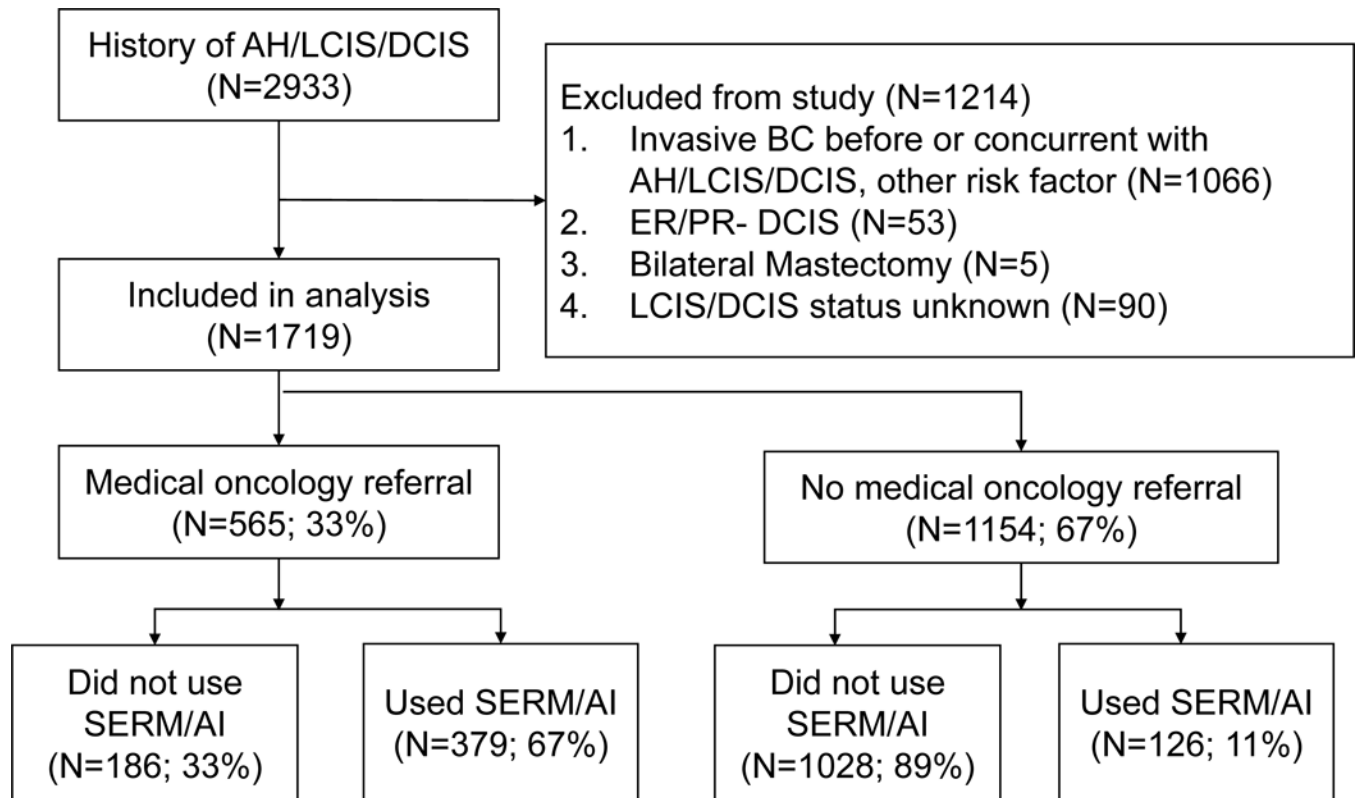 History of AH/LCIS/DCIS
(N=2933)
Excluded from study (N=1214)
1. Invasive BC before or concurrent with
AH/LCIS/DCIS, other risk factor (N=1066)
2. ER/PR- DCIS (N=53)
3. Bilateral Mastectomy (N=5)
4. LCIS/DCIS status unknown (N=90)
Included in analysis
(N=1719)
Medical oncology referral
(N=565; 33%)
No medical oncology referral
(N=1154; 67%)
Did not use
SERM/AI
(N=186; 33%)
Used SERM/AI
(N=379; 67%)
Did not use
SERM/AI
(N=1028; 89%)
Used SERM/AI
(N=126; 11%)